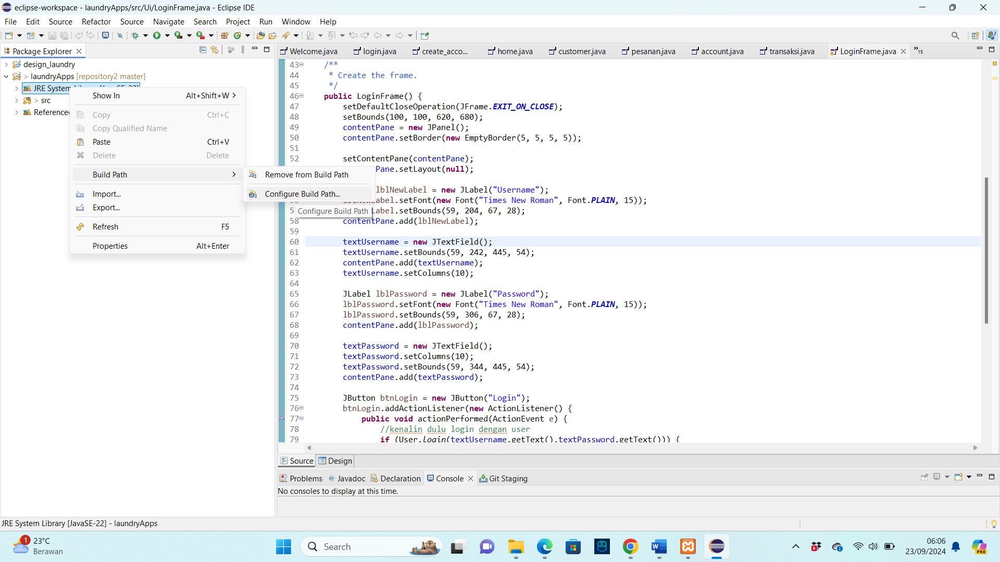 eclipse-workspace - laundryApps/src/Ui/LoginFrame.java - Eclipse IDE
File Edit Source Refactor Source Navigate Search Project Run Window Help
Package Explorer
design_laundry
> laundryApps [repository2 master]
JRE System
> src
Show In Alt+Shift+W
Copy Ctrl+C
Copy Qualified Name
Paste Ctrl+V
Delete Delete
Build Path
Import...
Export...
Refresh F5
Properties Alt+Enter
Remove from Build Path
Configure Build Path...
Configure Build Path
Welcome.java login.java create_acco... home.java customer.java pesanan.java account.java transaksi.java LoginFrame.java »15
43 /**
44 * Create the frame.
45 */
46 public LoginFrame() {
47 setDefaultCloseOperation(JFrame.EXIT_ON_CLOSE);
48 setBounds(100, 100, 620, 680);
49 contentPane = new JPanel();
50 contentPane.setBorder(new EmptyBorder(5, 5, 5, 5));
51
52 setContentPane(contentPane);
Pane.setLayout(null);
lblNewLabel = new JLabel("Username");
.setFont(new Font("Times New Roman", Font.PLAIN, 15));
Label.setBounds(59, 204, 67, 28);
58 contentPane.add(lblNewLabel);
59
60 textUsername = new JTextField();
61 textUsername.setBounds(59, 242, 445, 54);
62 contentPane.add(textUsername);
63 textUsername.setColumns(10);
64
65 JLabel lblPassword = new JLabel("Password");
66 lblPassword.setFont(new Font("Times New Roman", Font.PLAIN, 15));
67 lblPassword.setBounds(59, 306, 67, 28);
68 contentPane.add(lblPassword);
69
70 textPassword = new JTextField();
71 textPassword.setColumns(10);
72 textPassword.setBounds(59, 344, 445, 54);
73 contentPane.add(textPassword);
74
75 JButton btnLogin = new JButton("Login");
76 btnLogin.addActionListener(new ActionListener() {
77 public void actionPerformed(ActionEvent e) {
78 //kenalin dulu login dengan user
79 if (User.login(textUsername.getText(),textPassword.getText())) {
Source Design
Problems Javadoc Declaration Console Git Staging
No consoles to display at this time.
JRE System Library [JavaSE-22] - laundryApps
1
23°C
Berawan
Search
6
PRE
06:06
23/09/2024